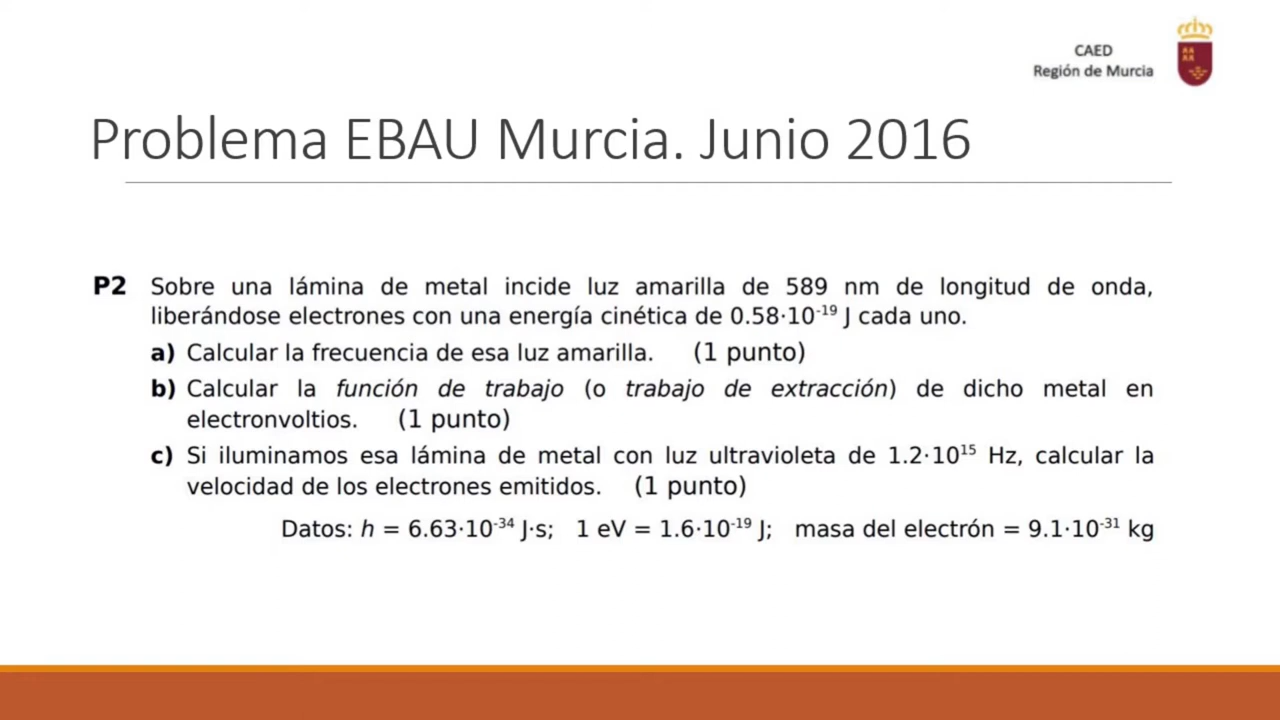 CAED
Región de Murcia
Problema EBAU Murcia. Junio 2016
P2 Sobre una lámina de metal incide luz amarilla de 589 nm de longitud de onda,
liberándose electrones con una energía cinética de 0.58·10⁻¹⁹ J cada uno.
a) Calcular la frecuencia de esa luz amarilla. (1 punto)
b) Calcular la función de trabajo (o trabajo de extracción) de dicho metal en
electronvoltios. (1 punto)
c) Si iluminamos esa lámina de metal con luz ultravioleta de 1.2·10¹⁵ Hz, calcular la
velocidad de los electrones emitidos. (1 punto)
Datos: h = 6.63·10⁻³⁴ J·s; 1 eV = 1.6·10⁻¹⁹ J; masa del electrón = 9.1·10⁻³¹ kg